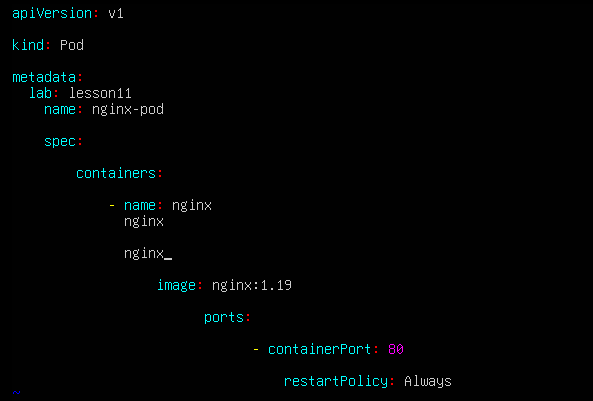 apiVersion: v1
kind: Pod
metadata:
lab: lesson11
name: nginx-pod
spec:
containers:
- name: nginx
nginx
nginx_
image: nginx:1.19
ports:
- containerPort: 80
restartPolicy: Always
~